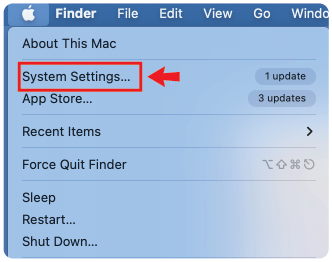 Finder File Edit View Go Window
About This Mac
System Settings... 1 update
App Store... 3 updates
Recent Items
Force Quit Finder ⌥⇧⌘⎋
Sleep
Restart...
Shut Down...